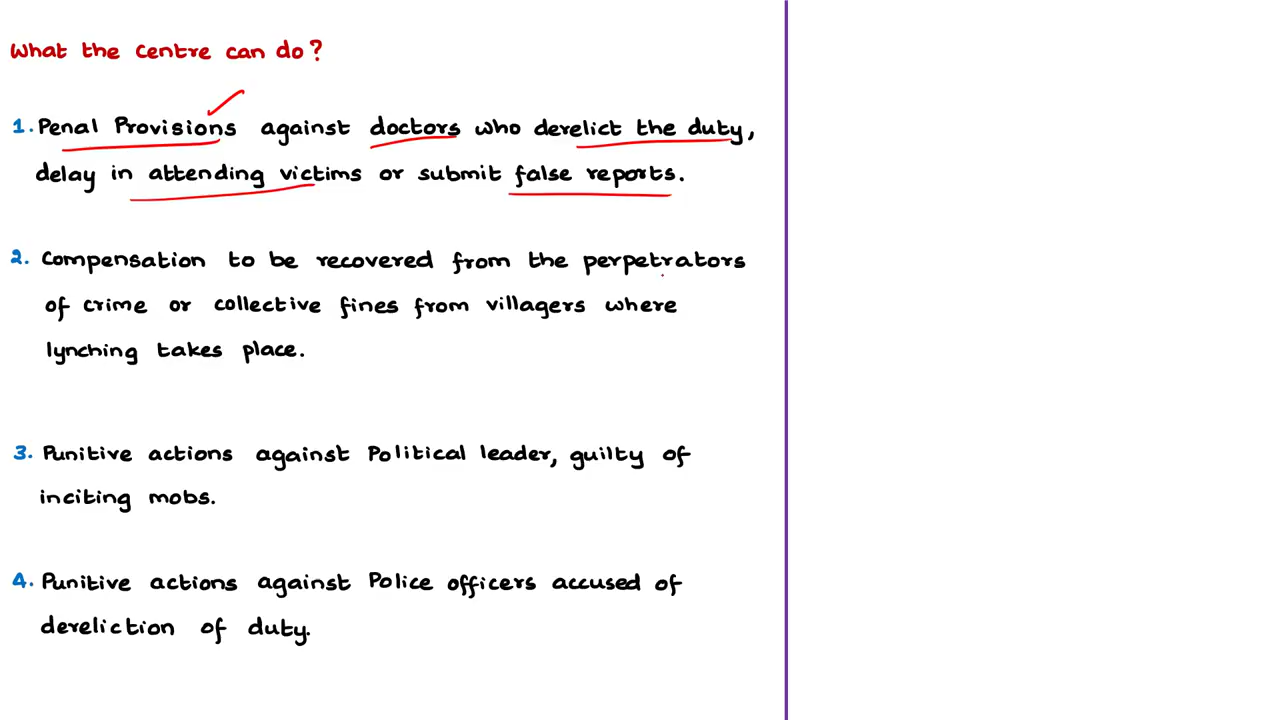 What the centre can do?
1. Penal Provisions against doctors who derelict the duty,
delay in attending victims or submit false reports.
2. Compensation to be recovered from the perpetrators
of crime or collective fines from villagers where
lynching takes place.
3. Punitive actions against Political leader, guilty of
inciting mobs.
4. Punitive actions against Police officers accused of
dereliction of duty.